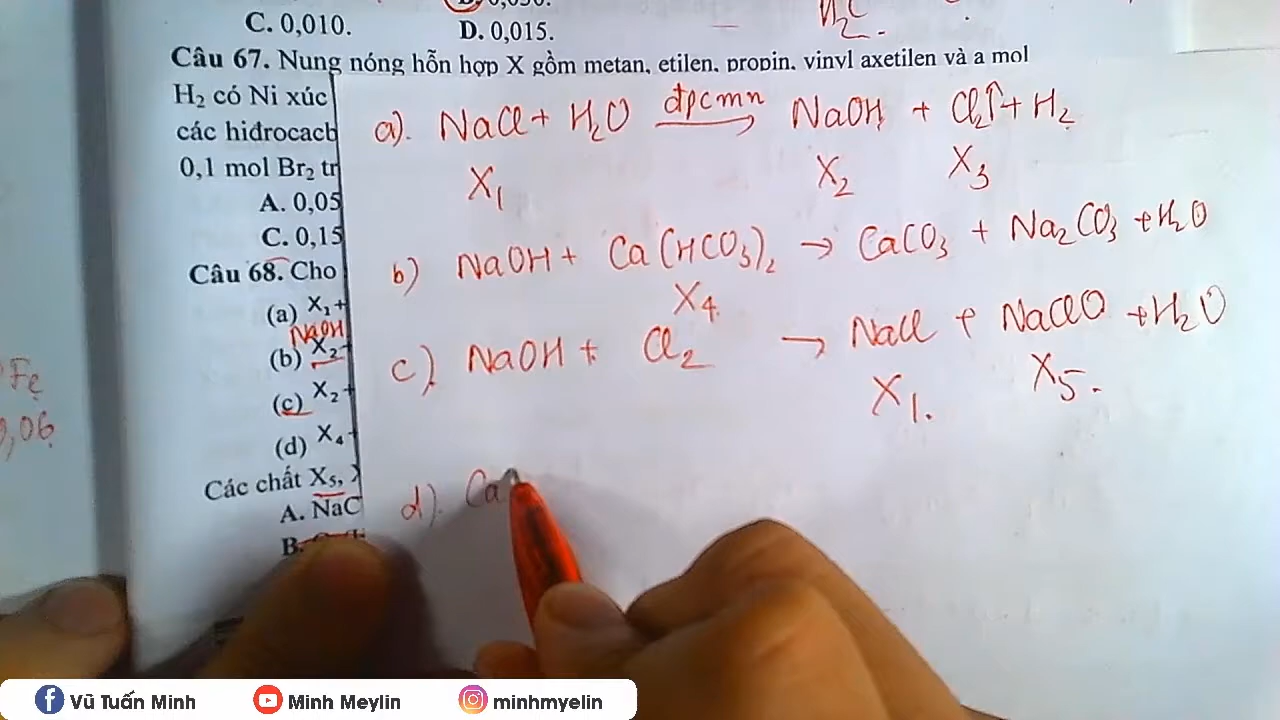 C. 0,010.
D. 0,015.
H₂C
Câu 67. Nung nóng hỗn hợp X gồm metan, etilen, propin, vinyl axetilen và a mol
H₂ có Ni xúc
các hiđrocacb
0,1 mol Br₂ tr
A. 0,05
C. 0,15
Câu 68. Cho
(a) X₁+
NaOH
(b) X₂
(c) X₂+
(d) X₄
Các chất X₅,
A. NaC
B.
Fe
0,06
a). NaCl + H₂O đpcmn → NaOH + Cl₂↑ + H₂
X₁ X₂ X₃
b) NaOH + Ca(HCO₃)₂ → CaCO₃ + Na₂CO₃ + H₂O
X₄
c). NaOH + Cl₂ → NaCl + NaClO + H₂O
X₁. X₅.
d). Ca
Vũ Tuấn Minh
Minh Meylin
minhmyelin